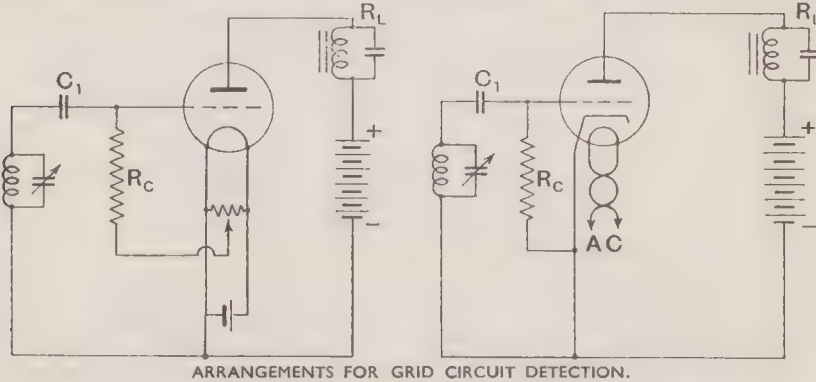 R_L
C_1
R_C
+
-
R_L
C_1
R_C
+
-
AC
ARRANGEMENTS FOR GRID CIRCUIT DETECTION.